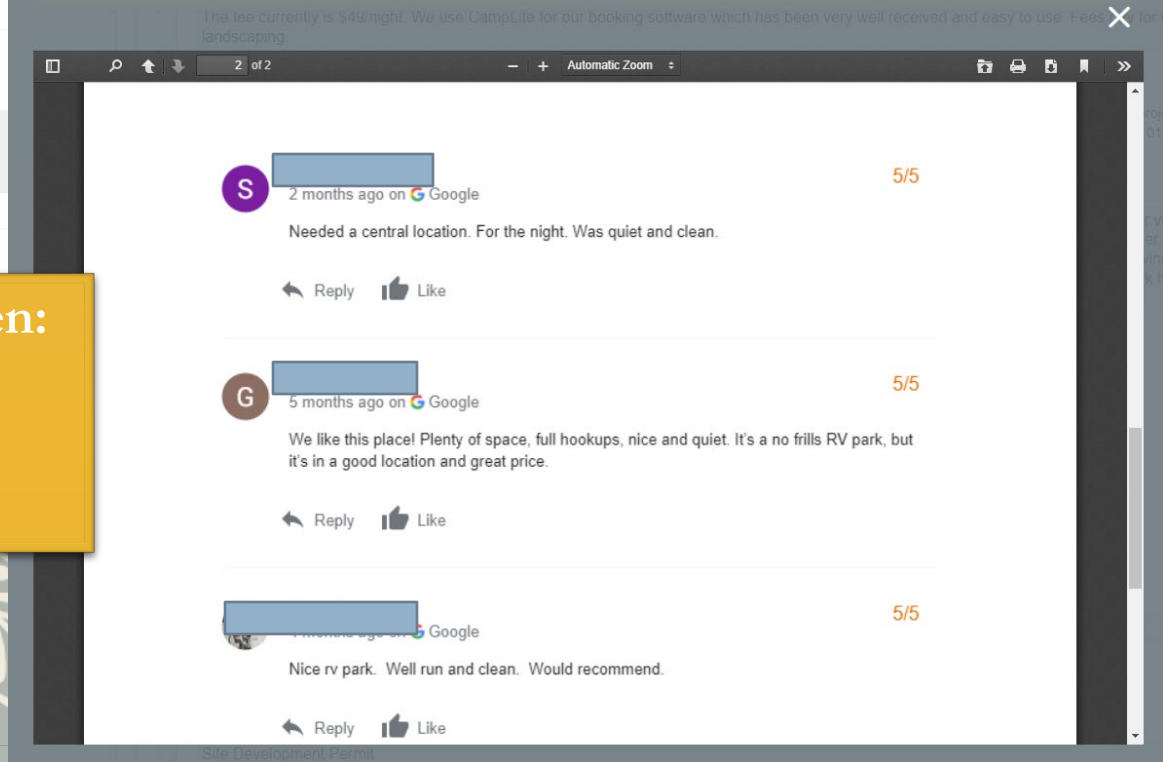 The fee currently is $49/night. We use CampLite for our booking software which has been very well received and easy to use. Fees for
landscaping.
2 of 2
Automatic Zoom
S
5/5
2 months ago on Google
Needed a central location. For the night. Was quiet and clean.
Reply Like
en:
G
5/5
5 months ago on Google
We like this place! Plenty of space, full hookups, nice and quiet. It's a no frills RV park, but
it's in a good location and great price.
Reply Like
5/5
months ago on Google
Nice rv park. Well run and clean. Would recommend.
Reply Like
Site Development Permit